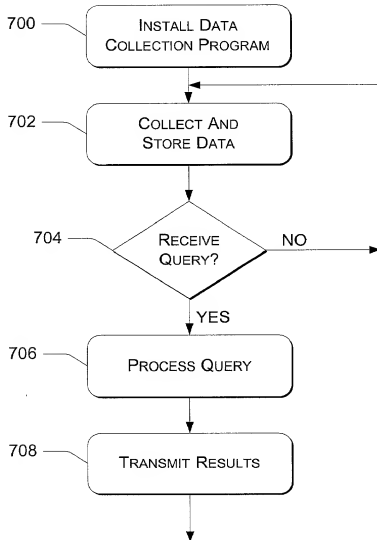 700
INSTALL DATA
COLLECTION PROGRAM
702
COLLECT AND
STORE DATA
704
RECEIVE
QUERY?
NO
YES
706
PROCESS QUERY
708
TRANSMIT RESULTS